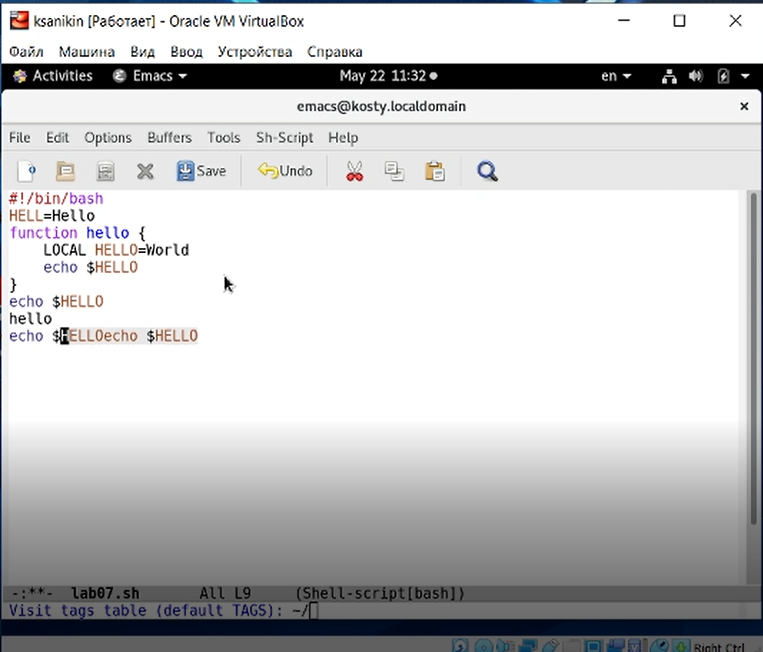 ksanikin [Работает] - Oracle VM VirtualBox
Файл Машина Вид Ввод Устройства Справка
Activities Emacs May 22 11:32 en
emacs@kosty.localdomain
File Edit Options Buffers Tools Sh-Script Help
Save Undo
#!/bin/bash
HELL=Hello
function hello {
LOCAL HELLO=World
echo $HELLO
}
echo $HELLO
hello
echo $HELLOecho $HELLO
-:**- lab07.sh All L9 (Shell-script[bash])
Visit tags table (default TAGS): ~/
Right Ctrl